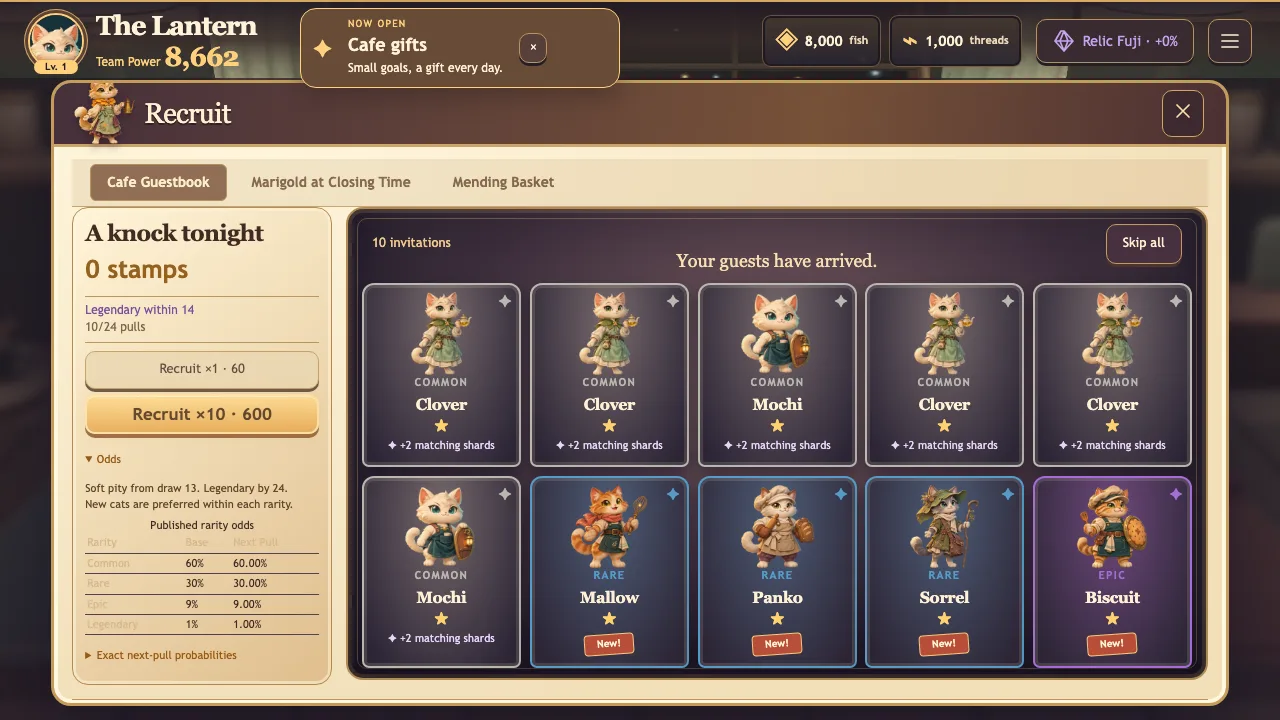 The Lantern
Team Power 8,662
Lv. 1
NOW OPEN
Cafe gifts
Small goals, a gift every day.
×
8,000 fish
1,000 threads
Relic Fuji · +0%
Recruit
Cafe Guestbook
Marigold at Closing Time
Mending Basket
A knock tonight
0 stamps
Legendary within 14
10/24 pulls
Recruit ×1 · 60
Recruit ×10 · 600
▼ Odds
Soft pity from draw 13. Legendary by 24.
New cats are preferred within each rarity.
Published rarity odds
Rarity Base Next Pull
Common 60% 60.00%
Rare 30% 30.00%
Epic 9% 9.00%
Legendary 1% 1.00%
▶ Exact next-pull probabilities
10 invitations
Your guests have arrived.
Skip all
COMMON
Clover
+2 matching shards
COMMON
Clover
+2 matching shards
COMMON
Mochi
+2 matching shards
COMMON
Clover
+2 matching shards
COMMON
Clover
+2 matching shards
COMMON
Mochi
+2 matching shards
RARE
Mallow
New!
RARE
Panko
New!
RARE
Sorrel
New!
EPIC
Biscuit
New!